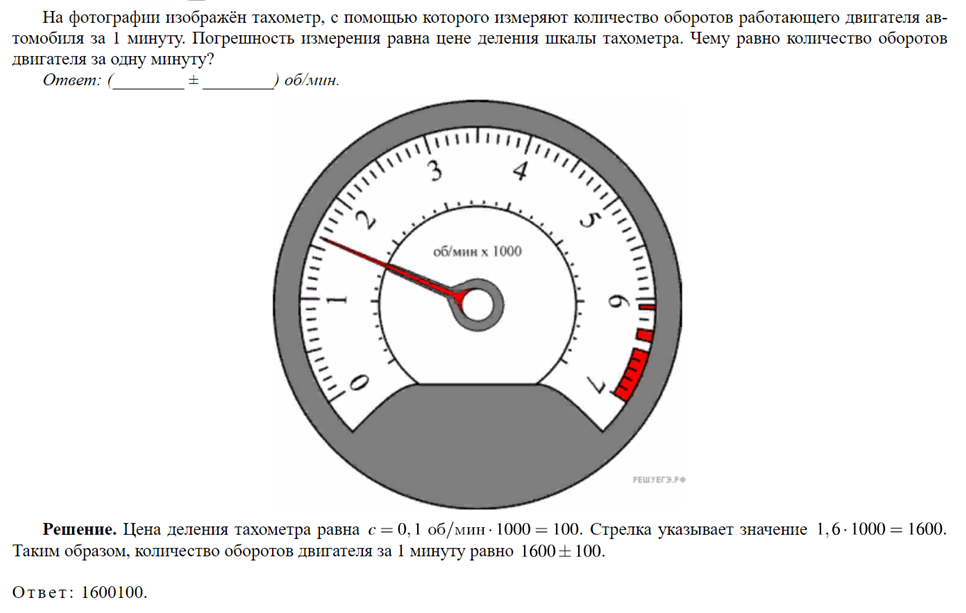 На фотографии изображён тахометр, с помощью которого измеряют количество оборотов работающего двигателя ав-
томобиля за 1 минуту. Погрешность измерения равна цене деления шкалы тахометра. Чему равно количество оборотов
двигателя за одну минуту?
Ответ: (________ ± ________) об/мин.
3
4
2
5
об/мин x 1000
1
6
0
7
РЕШУЕГЭ.РФ
Решение. Цена деления тахометра равна c = 0,1 об/мин · 1000 = 100. Стрелка указывает значение 1,6 · 1000 = 1600.
Таким образом, количество оборотов двигателя за 1 минуту равно 1600 ± 100.
Ответ: 1600100.